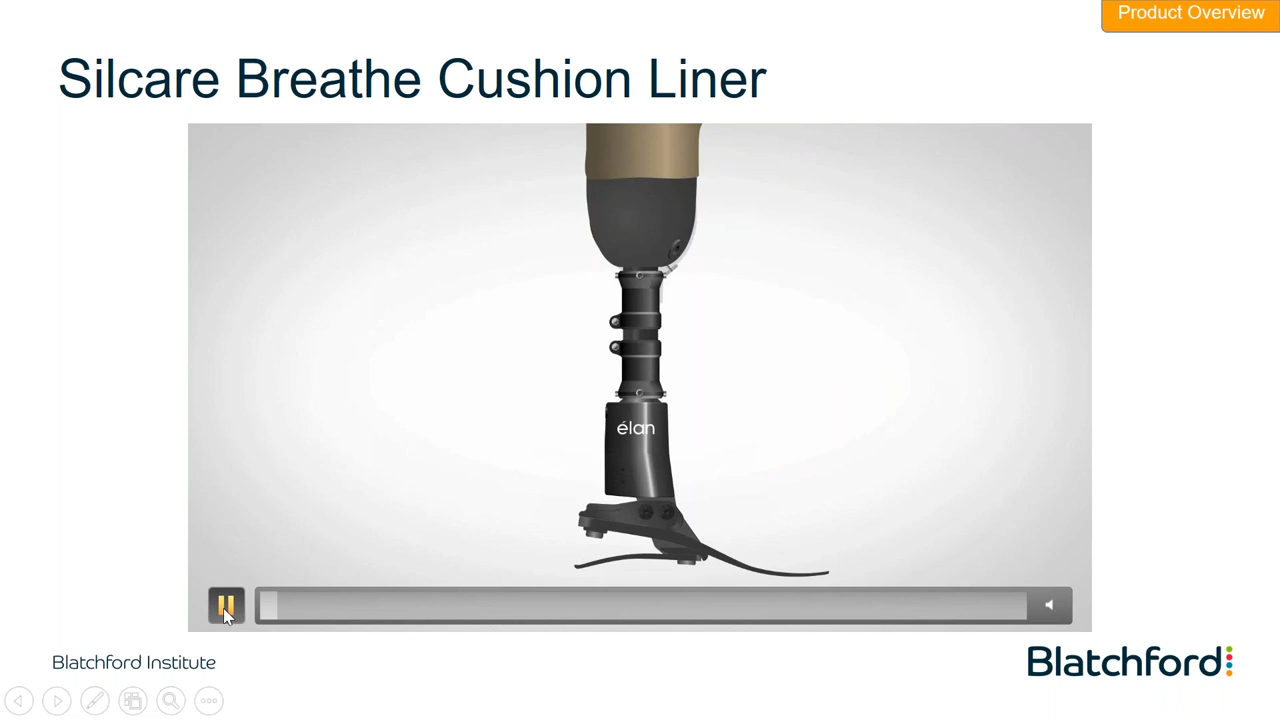 Product Overview
Silcare Breathe Cushion Liner
élan
Blatchford Institute
Blatchford